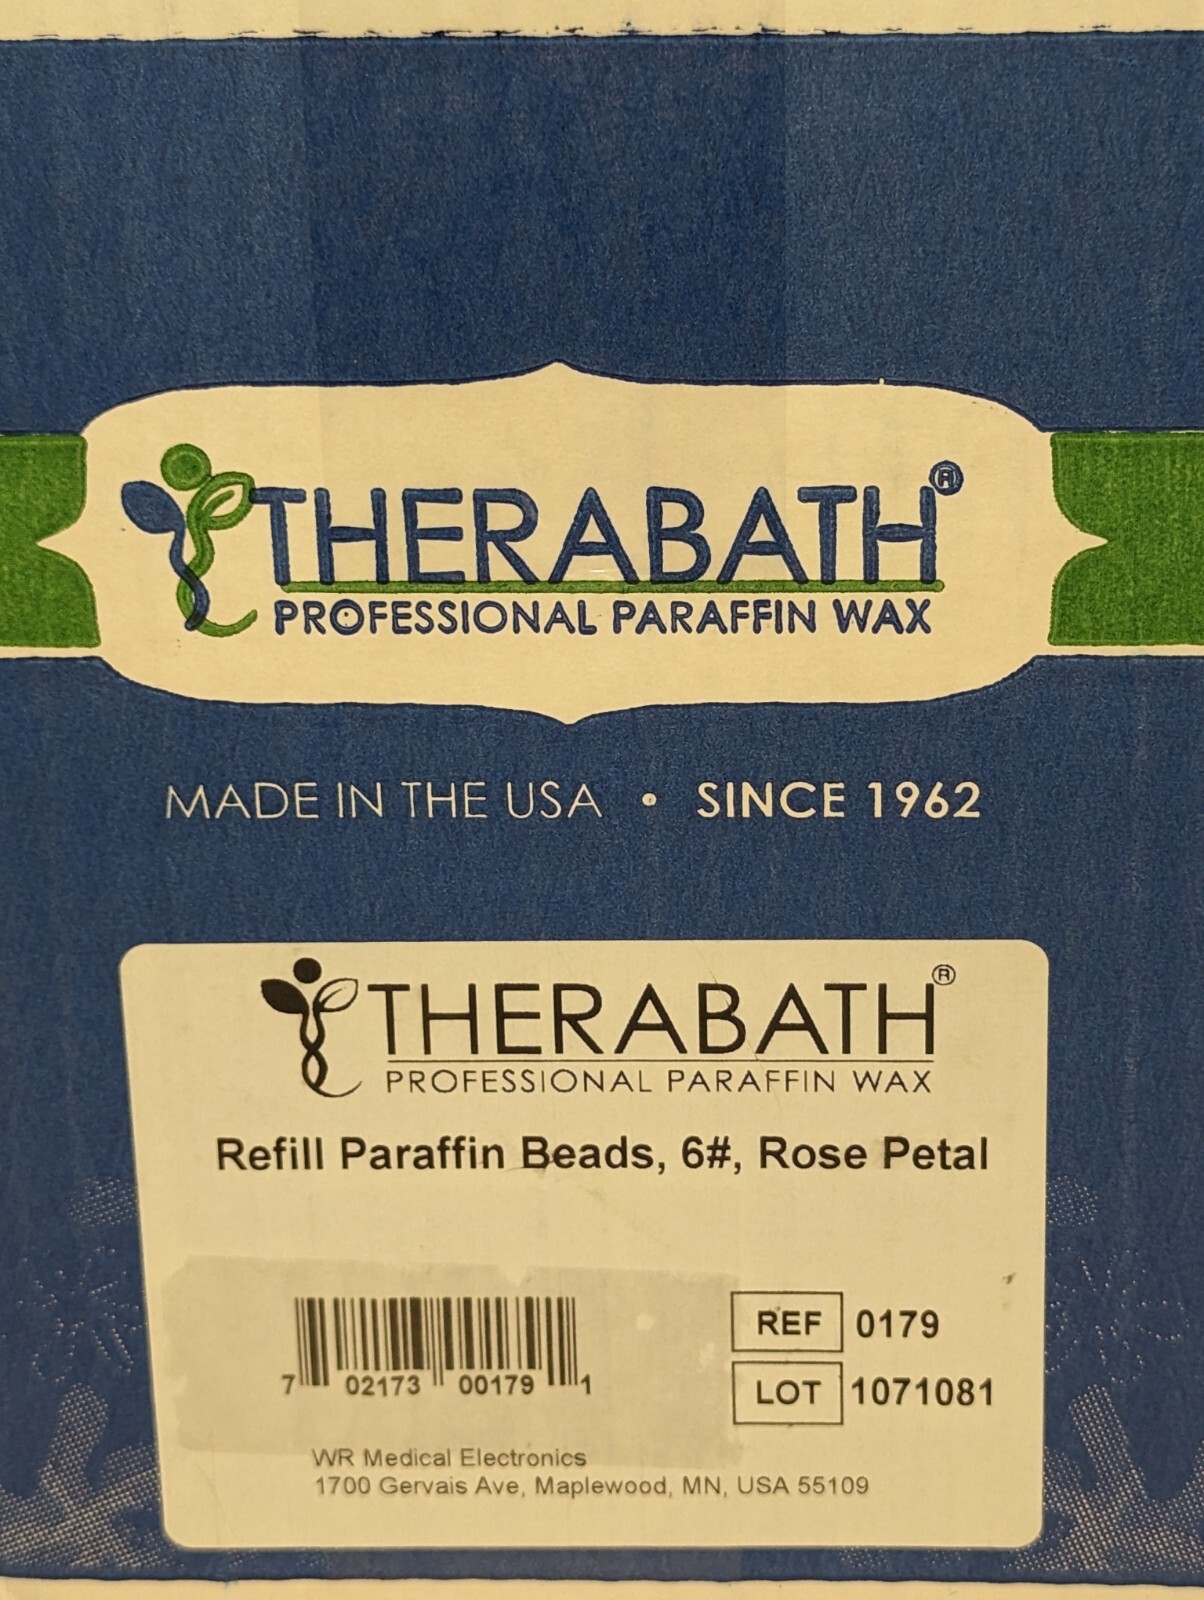 THERABATH®
PROFESSIONAL PARAFFIN WAX
MADE IN THE USA • SINCE 1962
THERABATH®
PROFESSIONAL PARAFFIN WAX
Refill Paraffin Beads, 6#, Rose Petal
REF 0179
LOT 1071081
7 02173 00179 1
WR Medical Electronics
1700 Gervais Ave, Maplewood, MN, USA 55109